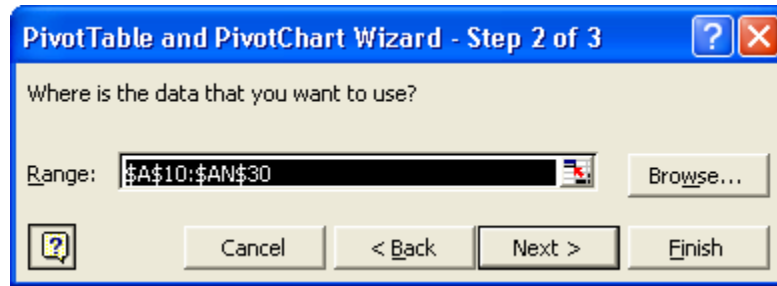 PivotTable and PivotChart Wizard - Step 2 of 3
Where is the data that you want to use?
Range: $A$10:$AN$30 Browse...
Cancel < Back Next > Finish